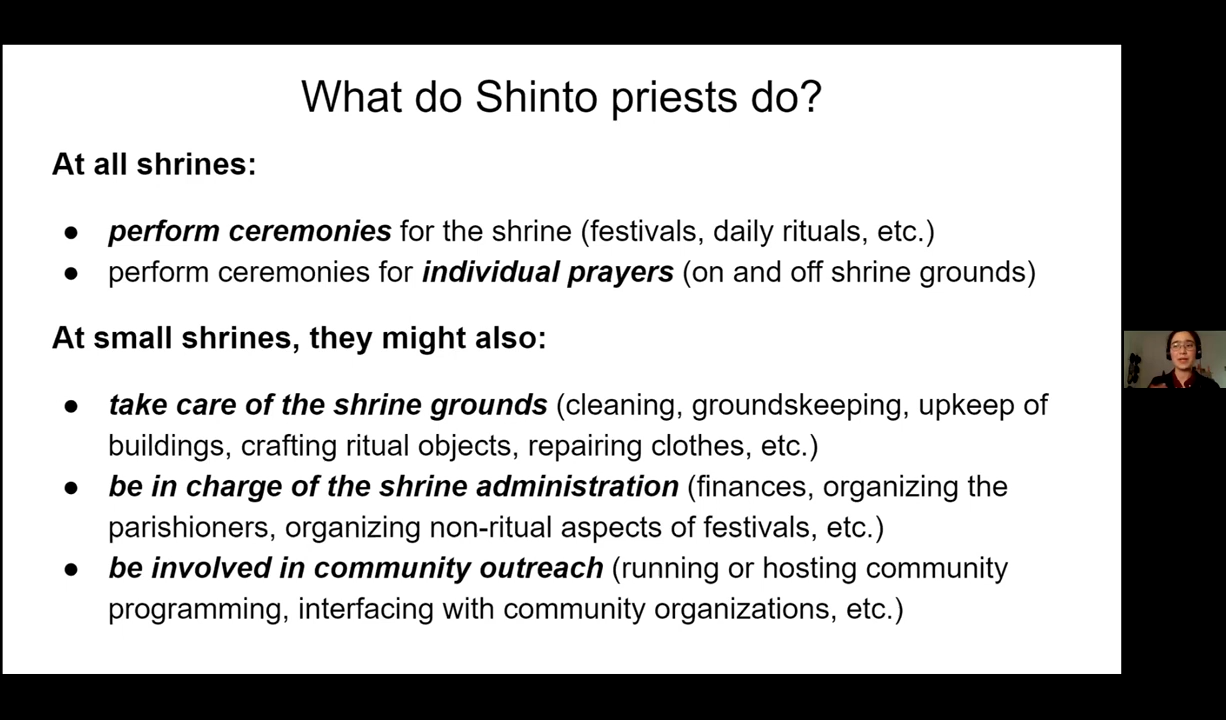 What do Shinto priests do?
At all shrines:
● perform ceremonies for the shrine (festivals, daily rituals, etc.)
● perform ceremonies for individual prayers (on and off shrine grounds)
At small shrines, they might also:
● take care of the shrine grounds (cleaning, groundskeeping, upkeep of
buildings, crafting ritual objects, repairing clothes, etc.)
● be in charge of the shrine administration (finances, organizing the
parishioners, organizing non-ritual aspects of festivals, etc.)
● be involved in community outreach (running or hosting community
programming, interfacing with community organizations, etc.)